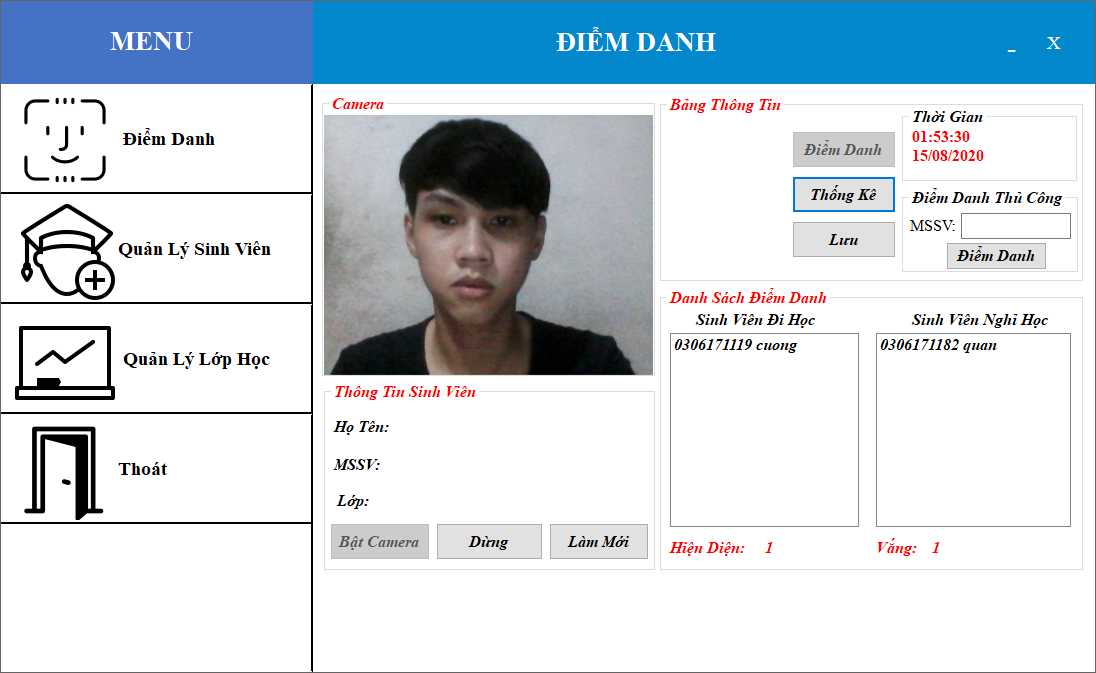 MENU
ĐIỂM DANH
_ X
Điểm Danh
Quản Lý Sinh Viên
Quản Lý Lớp Học
Thoát
Camera
Thông Tin Sinh Viên
Họ Tên:
MSSV:
Lớp:
Bật Camera
Dừng
Làm Mới
Bảng Thông Tin
Điểm Danh
Thống Kê
Lưu
Thời Gian
01:53:30
15/08/2020
Điểm Danh Thủ Công
MSSV:
Điểm Danh
Danh Sách Điểm Danh
Sinh Viên Đi Học
0306171119 cuong
Hiện Diện: 1
Sinh Viên Nghỉ Học
0306171182 quan
Vắng: 1